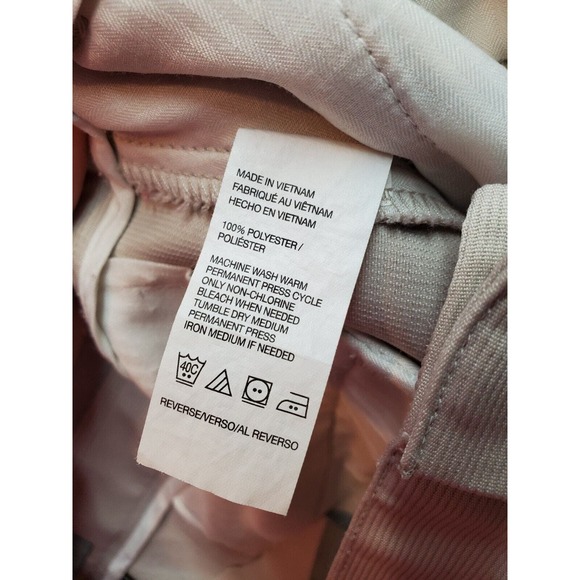 MADE IN VIETNAM
FABRIQUÉ AU VIÊTNAM
HECHO EN VIETNAM
100% POLYESTER /
POLIÉSTER
MACHINE WASH WARM
PERMANENT PRESS CYCLE
ONLY NON-CHLORINE
BLEACH WHEN NEEDED
TUMBLE DRY MEDIUM
PERMANENT PRESS
IRON MEDIUM IF NEEDED
40C
REVERSE/VERSO/AL REVERSO